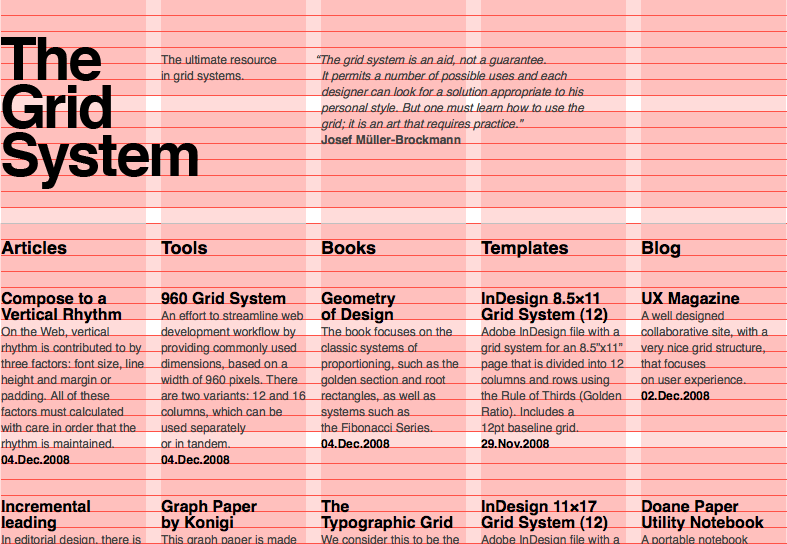 The
Grid
System
The ultimate resource
in grid systems.
“The grid system is an aid, not a guarantee.
It permits a number of possible uses and each
designer can look for a solution appropriate to his
personal style. But one must learn how to use the
grid; it is an art that requires practice.”
Josef Müller-Brockmann
Articles
Tools
Books
Templates
Blog
Compose to a
Vertical Rhythm
On the Web, vertical
rhythm is contributed to by
three factors: font size, line
height and margin or
padding. All of these
factors must calculated
with care in order that the
rhythm is maintained.
04.Dec.2008
960 Grid System
An effort to streamline web
development workflow by
providing commonly used
dimensions, based on a
width of 960 pixels. There
are two variants: 12 and 16
columns, which can be
used separately
or in tandem.
04.Dec.2008
Geometry
of Design
The book focuses on the
classic systems of
proportioning, such as the
golden section and root
rectangles, as well as
systems such as
the Fibonacci Series.
04.Dec.2008
InDesign 8.5×11
Grid System (12)
Adobe InDesign file with a
grid system for an 8.5”x11”
page that is divided into 12
columns and rows using
the Rule of Thirds (Golden
Ratio). Includes a
12pt baseline grid.
29.Nov.2008
UX Magazine
A well designed
collaborative site, with a
very nice grid structure,
that focuses
on user experience.
02.Dec.2008
Incremental
leading
In editorial design, there is
Graph Paper
by Konigi
This graph paper is made
The
Typographic Grid
We consider this to be the
InDesign 11×17
Grid System (12)
Adobe InDesign file with a
Doane Paper
Utility Notebook
A portable notebook